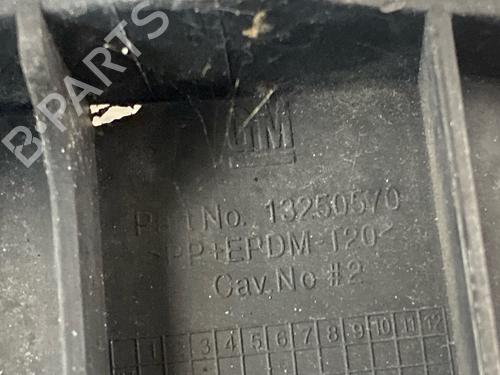 B-PARTS
GM
Part No. 13250570
>PP+EPDM-T20<
Cav.No #2
1 2 3 4 5 6 7 8 9 10 11 12